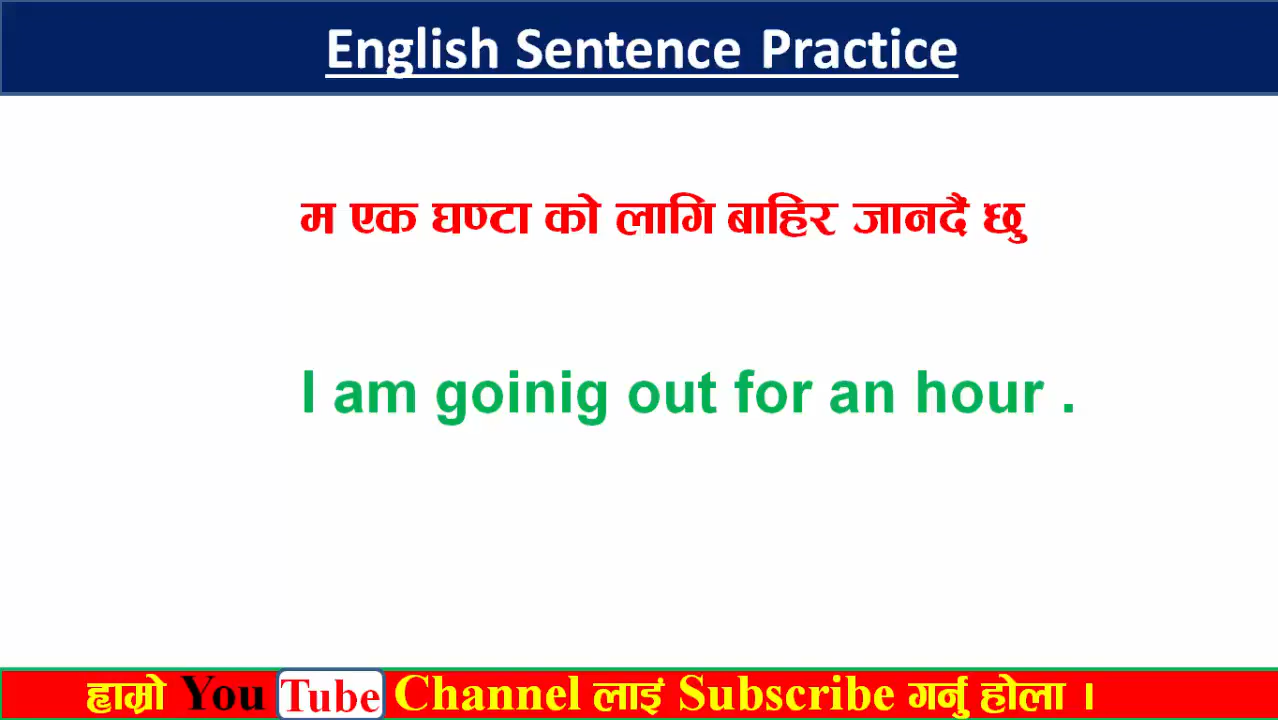 English Sentence Practice
म एक घण्टा को लागि बाहिर जानदैं छु
I am goinig out for an hour .
हाम्रो You Tube Channel लाइं Subscribe गर्नु होला ।